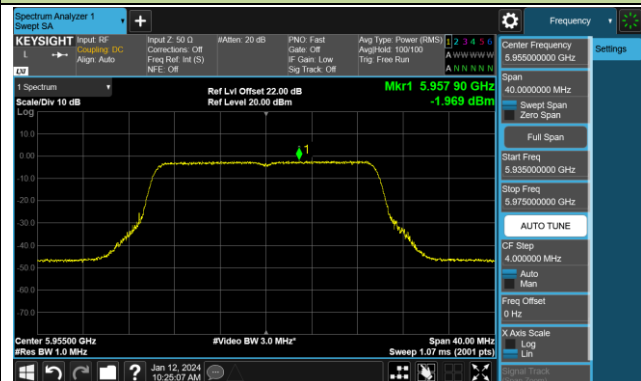 Spectrum Analyzer 1
Swept SA
Frequency
KEYSIGHT
L
LXI
Input: RF
Coupling: DC
Align: Auto
Input Z: 50 Ω
Corrections: Off
Freq Ref: Int (S)
NFE: Off
#Atten: 20 dB
PNO: Fast
Gate: Off
IF Gain: Low
Sig Track: Off
Avg Type: Power (RMS)
Avg|Hold: 100/100
Trig: Free Run
1 2 3 4 5 6
A W W W W W
A N N N N N
Settings
Center Frequency
5.955000000 GHz
Span
40.0000000 MHz
Swept Span
Zero Span
Full Span
Start Freq
5.935000000 GHz
Stop Freq
5.975000000 GHz
AUTO TUNE
CF Step
4.000000 MHz
Auto
Man
Freq Offset
0 Hz
X Axis Scale
Log
Lin
Signal Track
1 Spectrum
Scale/Div 10 dB
Log
Ref Lvl Offset 22.00 dB
Ref Level 20.00 dBm
Mkr1 5.957 90 GHz
-1.969 dBm
1
10.0
0.00
-10.0
-20.0
-30.0
-40.0
-50.0
-60.0
-70.0
Center 5.95500 GHz
#Res BW 1.0 MHz
#Video BW 3.0 MHz*
Span 40.00 MHz
Sweep 1.07 ms (2001 pts)
?
Jan 12, 2024
10:25:07 AM